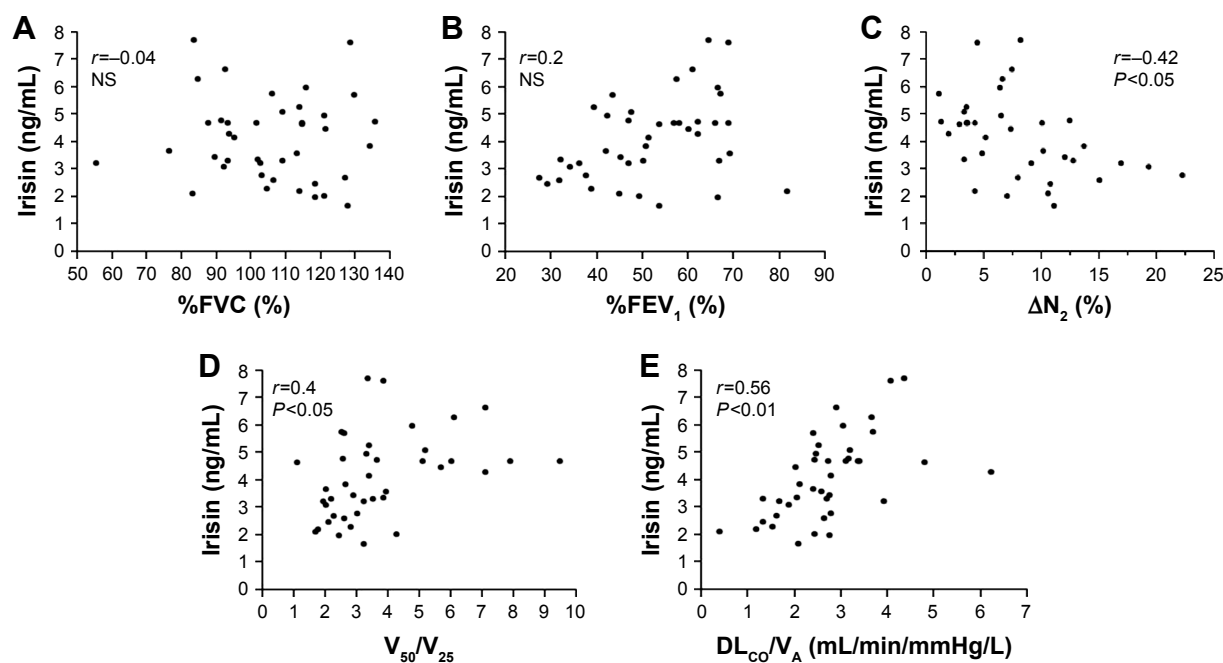 A
r=–0.04
NS
Irisin (ng/mL)
8
7
6
5
4
3
2
1
0
50 60 70 80 90 100 110 120 130 140
%FVC (%)
B
r=0.2
NS
Irisin (ng/mL)
8
7
6
5
4
3
2
1
0
20 30 40 50 60 70 80 90
%FEV₁ (%)
C
r=–0.42
P<0.05
Irisin (ng/mL)
8
7
6
5
4
3
2
1
0
0 5 10 15 20 25
ΔN₂ (%)
D
r=0.4
P<0.05
Irisin (ng/mL)
8
7
6
5
4
3
2
1
0
0 1 2 3 4 5 6 7 8 9 10
V₅₀/V₂₅
E
r=0.56
P<0.01
Irisin (ng/mL)
8
7
6
5
4
3
2
1
0
0 1 2 3 4 5 6 7
DL_CO/V_A (mL/min/mmHg/L)